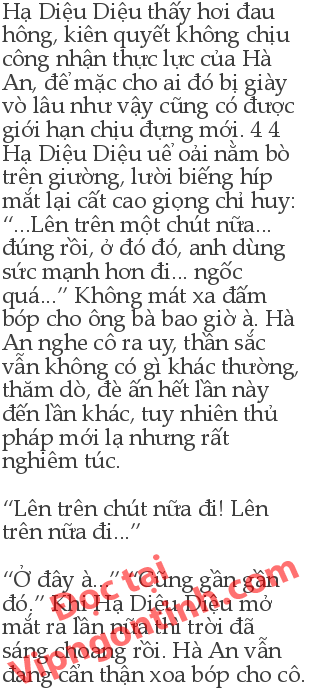 Hạ Diệu Diệu thấy hơi đau
hông, kiên quyết không chịu
công nhận thực lực của Hà
An, để mặc cho ai đó bị giày
vò lâu như vậy cũng có được
giới hạn chịu đựng mới. 4 4
Hạ Diệu Diệu uể oải nằm bò
trên giường, lười biếng híp
mắt lại cất cao giọng chỉ huy:
“...Lên trên một chút nữa...
đúng rồi, ở đó đó, anh dùng
sức mạnh hơn đi... ngốc
quá...” Không mát xa đấm
bóp cho ông bà bao giờ à. Hà
An nghe cô ra uy, thần sắc
vẫn không có gì khác thường,
thăm dò, đè ấn hết lần này
đến lần khác, tuy nhiên thủ
pháp mới lạ nhưng rất
nghiêm túc.
“Lên trên chút nữa đi! Lên
trên nữa đi...”
“Ở đây à...” “Cũng gần gần
đó.” Khi Hạ Diệu Diệu mở
mắt ra lần nữa thì trời đã
sáng choang rồi. Hà An vẫn
đang cẩn thận xoa bóp cho cô.
Đọc tại
Vipngontinh.com